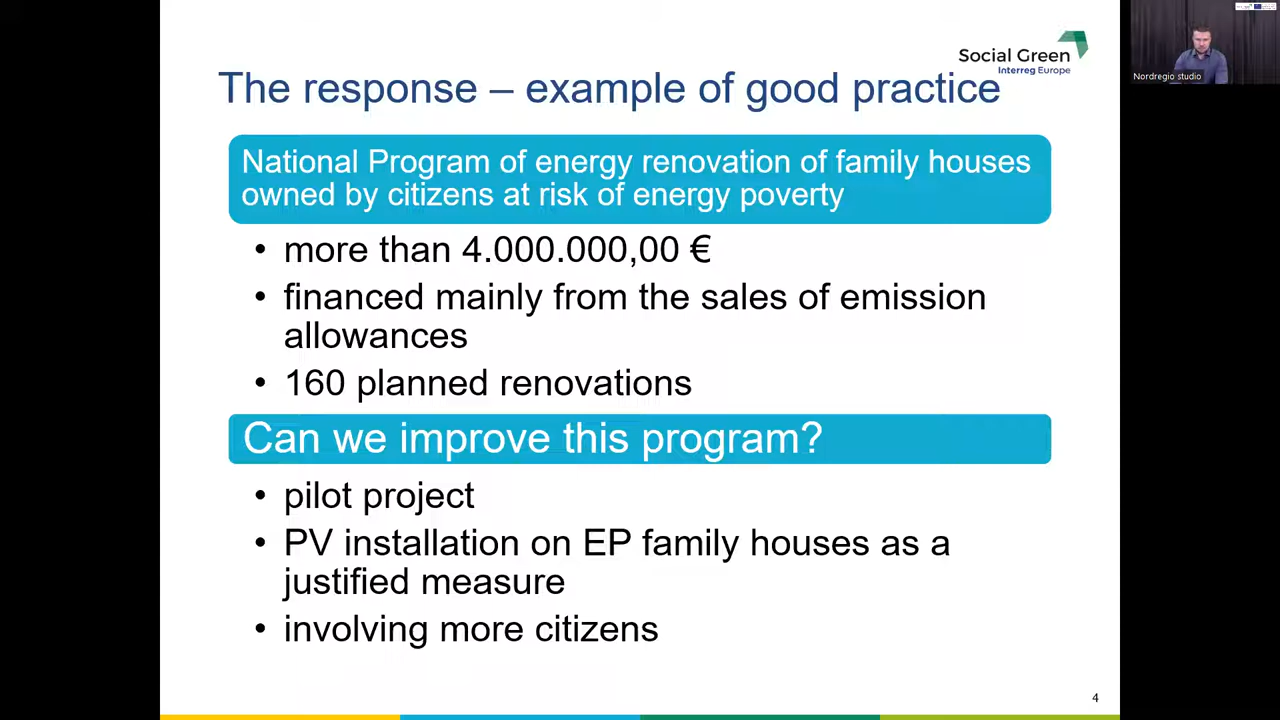 Social Green
Interreg Europe
The response – example of good practice
National Program of energy renovation of family houses
owned by citizens at risk of energy poverty
• more than 4.000.000,00 €
• financed mainly from the sales of emission
allowances
• 160 planned renovations
Can we improve this program?
• pilot project
• PV installation on EP family houses as a
justified measure
• involving more citizens
4
Nordregio studio